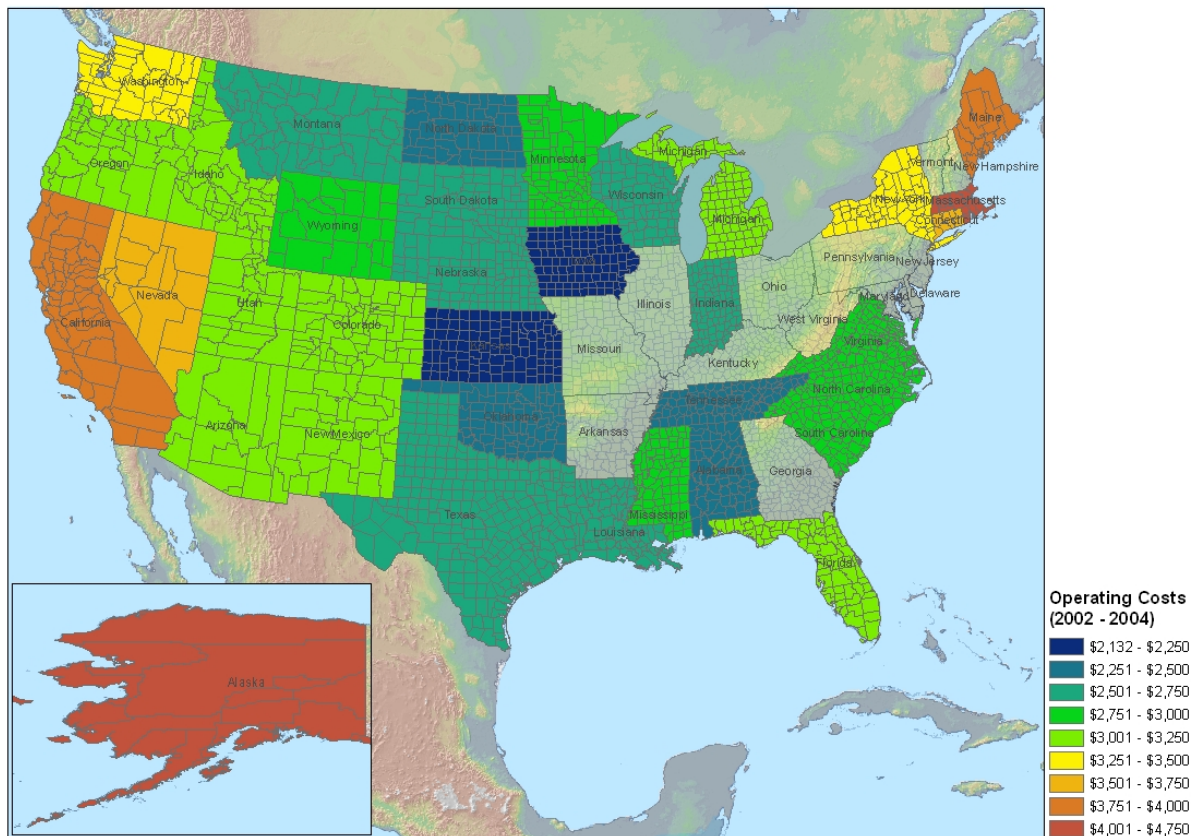 Washington
Montana
North Dakota
Minnesota
Michigan
Maine
Vermont
New Hampshire
Oregon
Idaho
South Dakota
Wisconsin
New York
Massachusetts
Wyoming
Michigan
Connecticut
Nebraska
Pennsylvania
New Jersey
Nevada
Utah
Iowa
Illinois
Indiana
Ohio
Maryland
Delaware
California
Colorado
Kansas
Missouri
West Virginia
Virginia
Kentucky
Arizona
New Mexico
Oklahoma
Arkansas
Tennessee
North Carolina
South Carolina
Texas
Louisiana
Mississippi
Alabama
Georgia
Florida
Alaska
Operating Costs
(2002 - 2004)
$2,132 - $2,250
$2,251 - $2,500
$2,501 - $2,750
$2,751 - $3,000
$3,001 - $3,250
$3,251 - $3,500
$3,501 - $3,750
$3,751 - $4,000
$4,001 - $4,750